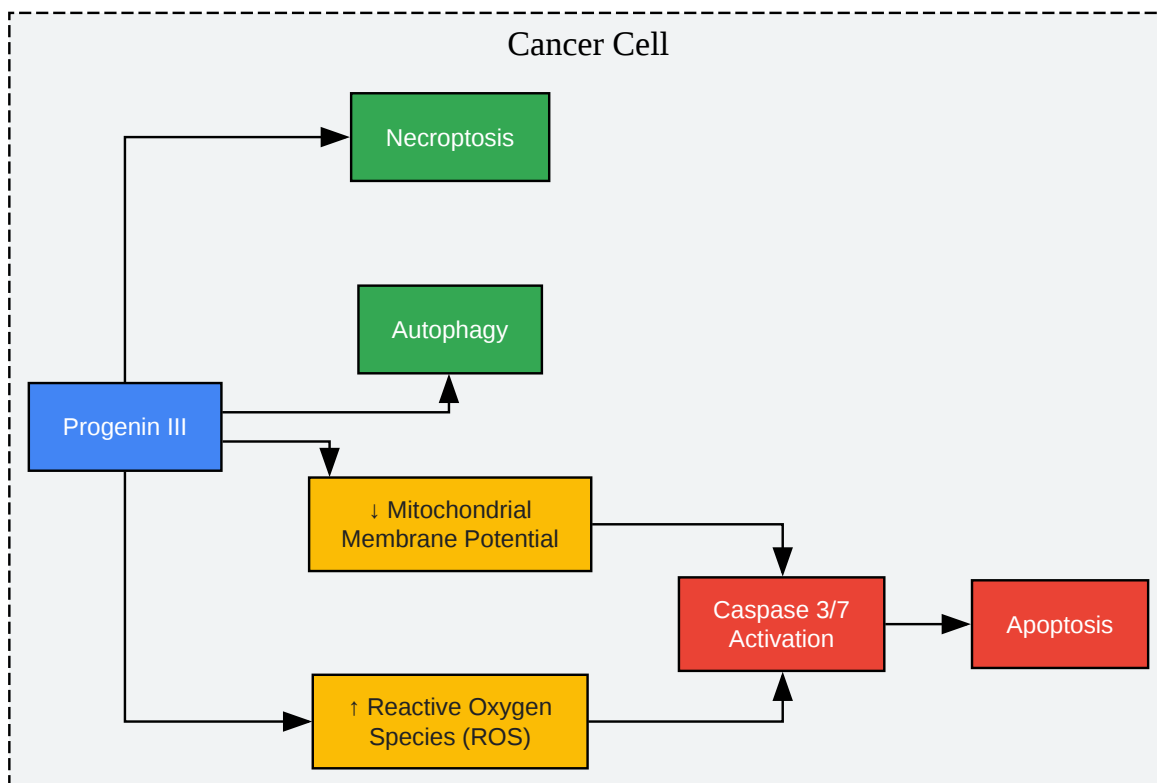 Cancer Cell
Necroptosis
Autophagy
Progenin III
↓ Mitochondrial
Membrane Potential
Caspase 3/7
Activation
Apoptosis
↑ Reactive Oxygen
Species (ROS)